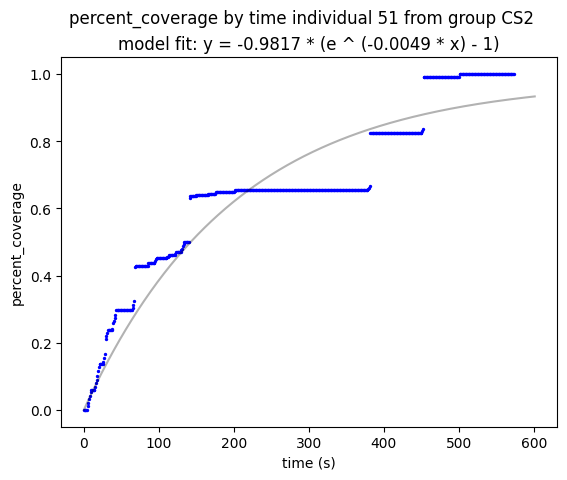 percent_coverage by time individual 51 from group CS2
model fit: y = -0.9817 * (e ^ (-0.0049 * x) - 1)
1.0
0.8
0.6
0.4
0.2
0.0
percent_coverage
0 100 200 300 400 500 600
time (s)